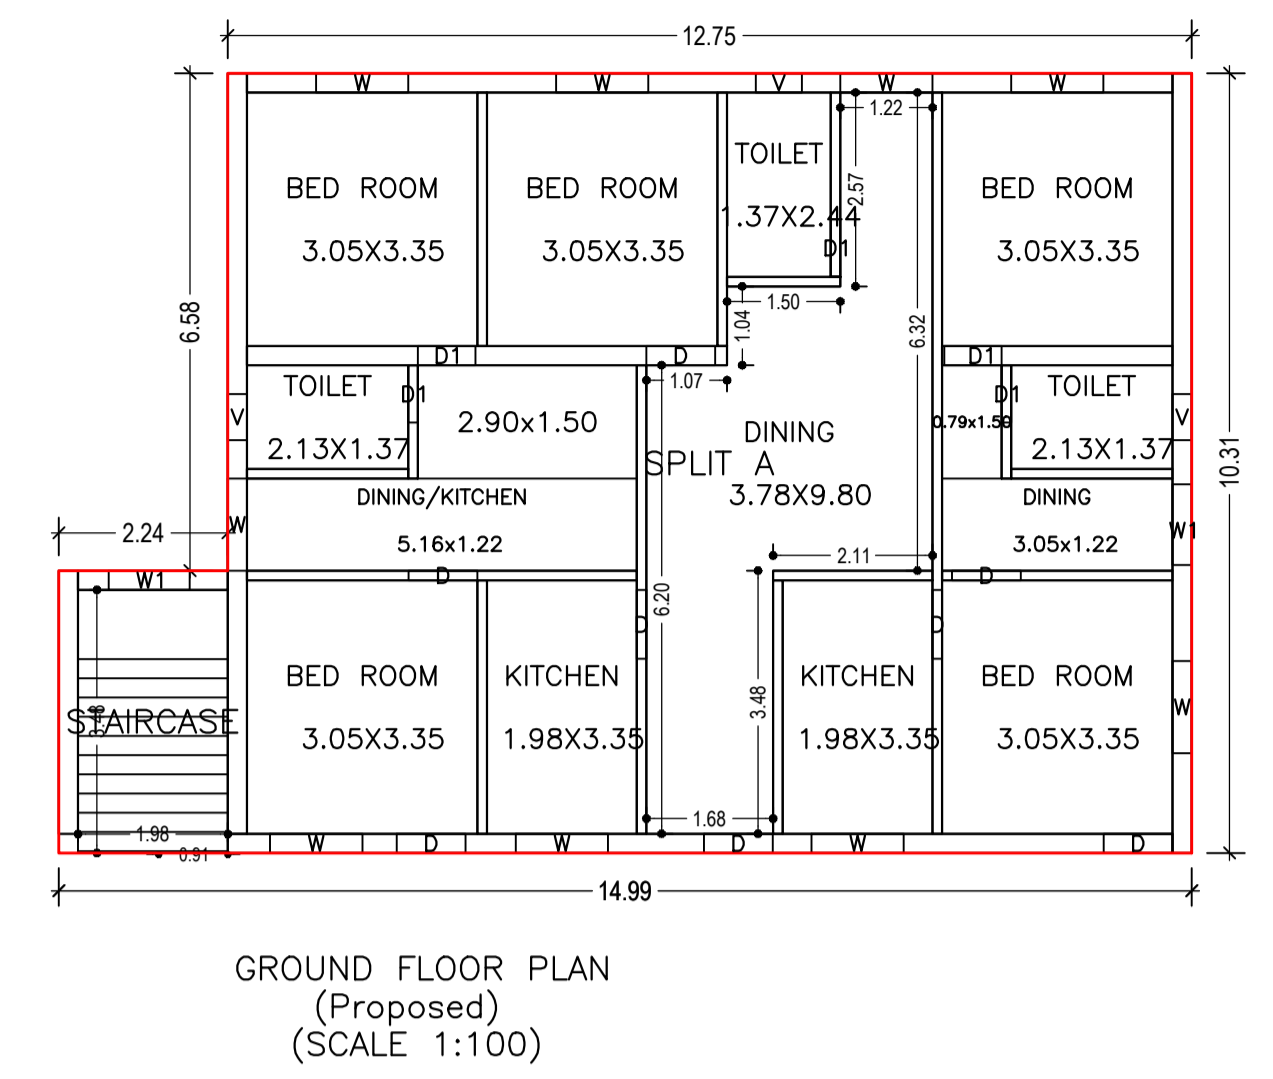 12.75
W
W
V
W
W
1.22
TOILET
1.37X2.44
D1
2.57
BED ROOM
3.05X3.35
BED ROOM
3.05X3.35
BED ROOM
3.05X3.35
6.58
1.50
1.04
6.32
D1
D
D1
1.07
TOILET
2.13X1.37
D1
V
2.90x1.50
DINING
SPLIT A
3.78X9.80
D1
0.79x1.50
TOILET
2.13X1.37
V
10.31
DINING/KITCHEN
5.16x1.22
W
DINING
3.05x1.22
W1
2.24
2.11
W1
D
D
6.20
D
D
BED ROOM
3.05X3.35
KITCHEN
1.98X3.35
3.48
KITCHEN
1.98X3.35
BED ROOM
3.05X3.35
W
STAIRCASE
1.98
0.91
1.68
W
D
W
D
W
D
14.99
GROUND FLOOR PLAN
(Proposed)
(SCALE 1:100)